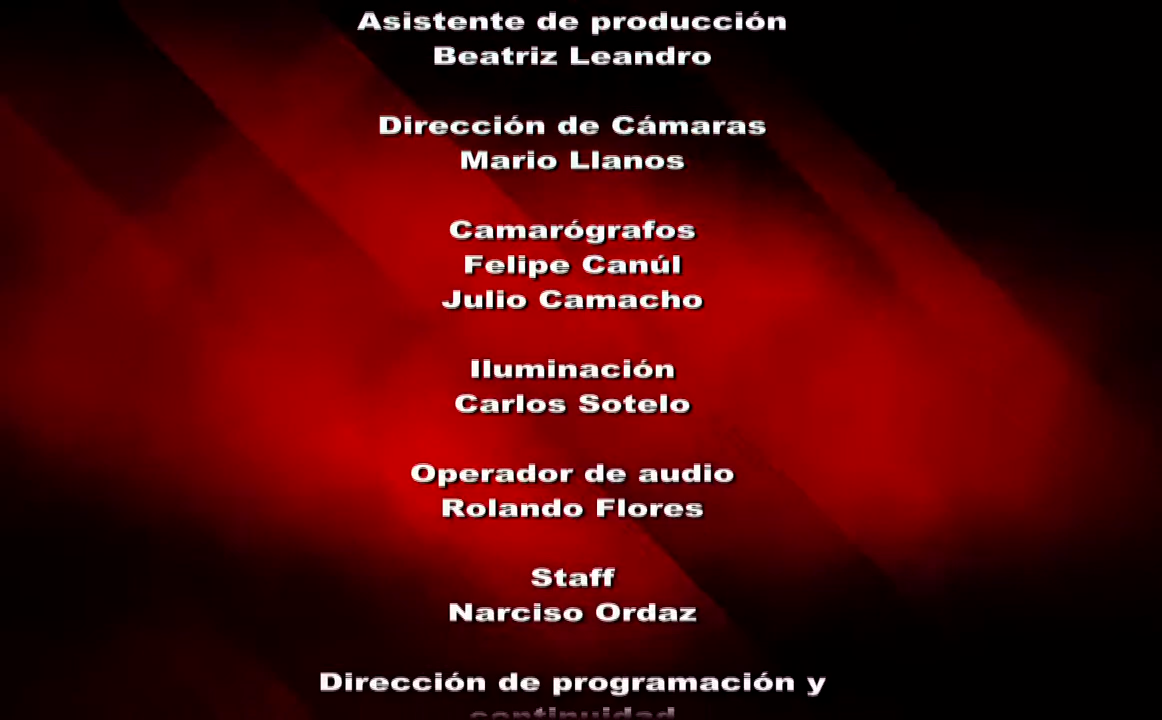 Asistente de producción
Beatriz Leandro
Dirección de Cámaras
Mario Llanos
Camarógrafos
Felipe Canúl
Julio Camacho
Iluminación
Carlos Sotelo
Operador de audio
Rolando Flores
Staff
Narciso Ordaz
Dirección de programación y
continuidad